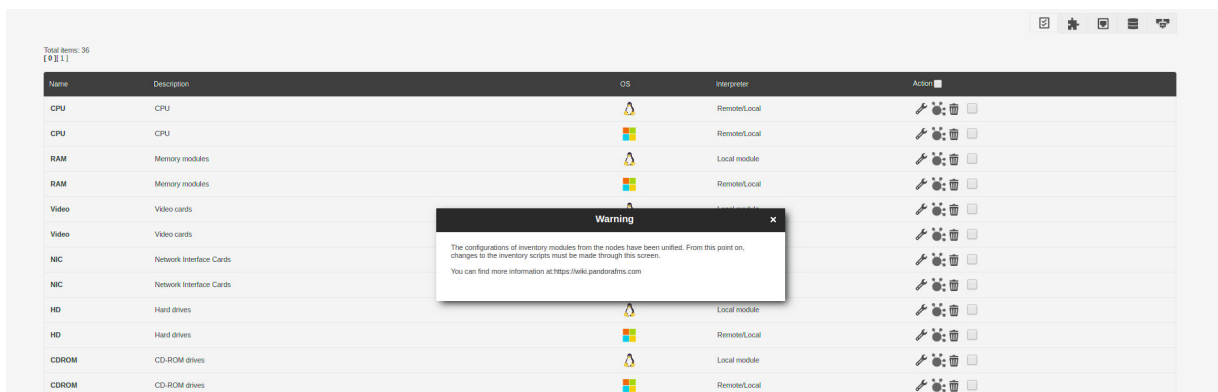 Total items: 36
[ 0 ][ 1 ]
Name Description OS Interpreter Action
CPU CPU Remote/Local
CPU CPU Remote/Local
RAM Memory modules Local module
RAM Memory modules Remote/Local
Video Video cards
Video Video cards
NIC Network Interface Cards
NIC Network Interface Cards
HD Hard drives Local module
HD Hard drives Remote/Local
CDROM CD-ROM drives Local module
CDROM CD-ROM drives Remote/Local
Warning ×
The configurations of inventory modules from the nodes have been unified. From this point on,
changes to the inventory scripts must be made through this screen.
You can find more information at:https://wiki.pandorafms.com